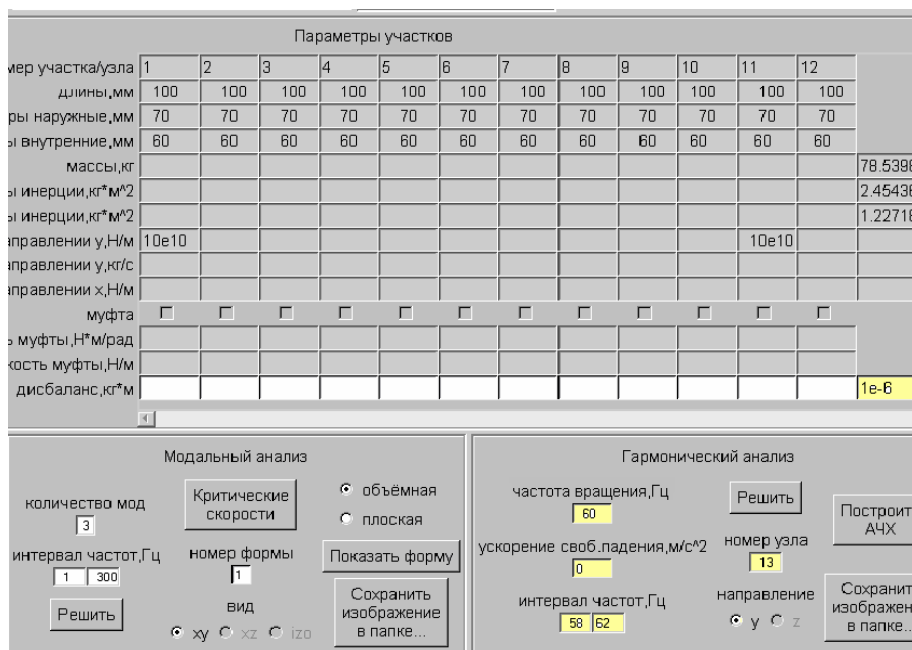 Параметры участков
мер участка/узла 1 2 3 4 5 6 7 8 9 10 11 12
длины,мм 100 100 100 100 100 100 100 100 100 100 100 100
ры наружные,мм 70 70 70 70 70 70 70 70 70 70 70 70
ы внутренние,мм 60 60 60 60 60 60 60 60 60 60 60 60
массы,кг 78.5398
ы инерции,кг*м^2 2.45436
ы инерции,кг*м^2 1.22718
аправлении y,Н/м 10e10 10e10
аправлении y,кг/с
аправлении x,Н/м
муфта
ь муфты,Н*м/рад
кость муфты,Н/м
дисбаланс,кг*м 1e-6
Модальный анализ
количество мод
3
Критические скорости
объёмная
плоская
интервал частот,Гц
1 300
номер формы
1
Показать форму
Решить
вид
xy xz izo
Сохранить изображение в папке...
Гармонический анализ
частота вращения,Гц
60
Решить
Построит АЧХ
ускорение своб.падения,м/с^2
0
номер узла
13
интервал частот,Гц
58 62
направление
y z
Сохранит изображен в папке...